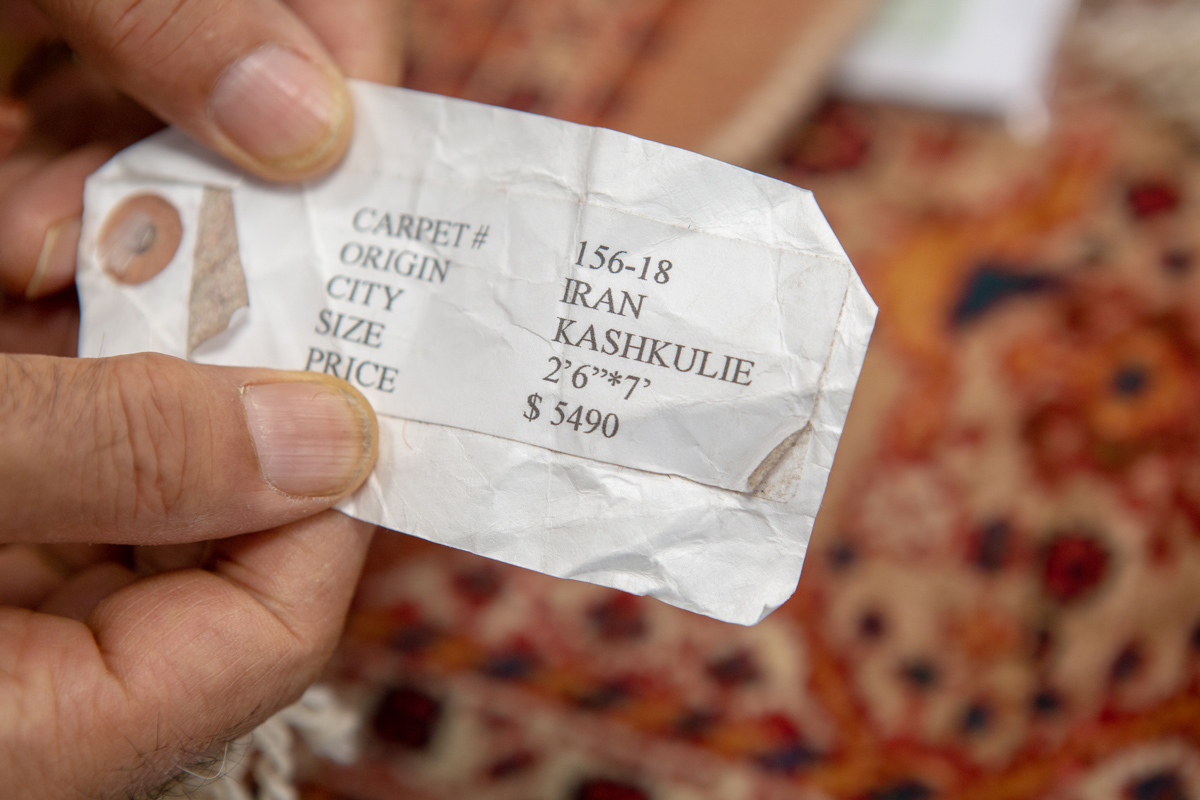 CARPET # 156-18
ORIGIN IRAN
CITY KASHKULIE
SIZE 2’6”*7’
PRICE $ 5490